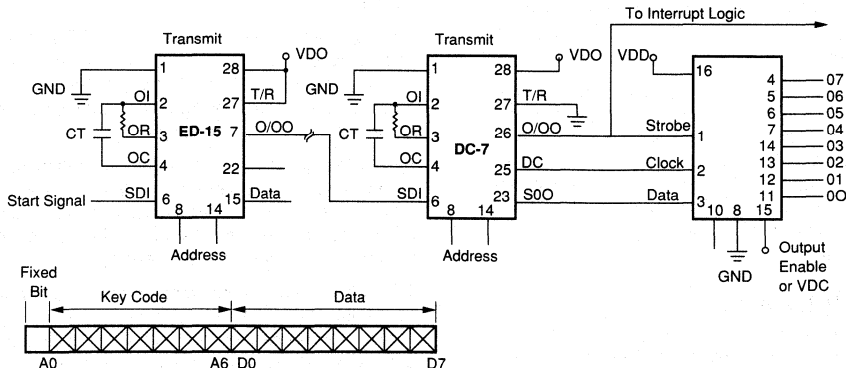 To Interrupt Logic
Transmit
GND
OI
CT
OR
OC
SDI
Start Signal
1
2
3
4
6
8
14
ED-15
28
27
7
22
15
VDO
T/R
O/OO
Data
Address
Transmit
GND
OI
CT
OR
OC
SDI
1
2
3
4
6
8
14
DC-7
28
27
26
25
23
VDO
T/R
O/OO
DC
S0O
Address
VDD
Strobe
Clock
Data
16
1
2
3
10
8
15
4
5
6
7
14
13
12
11
07
06
05
04
03
02
01
0O
GND
Output
Enable
or VDC
Fixed
Bit
Key Code
Data
A0
A6
D0
D7